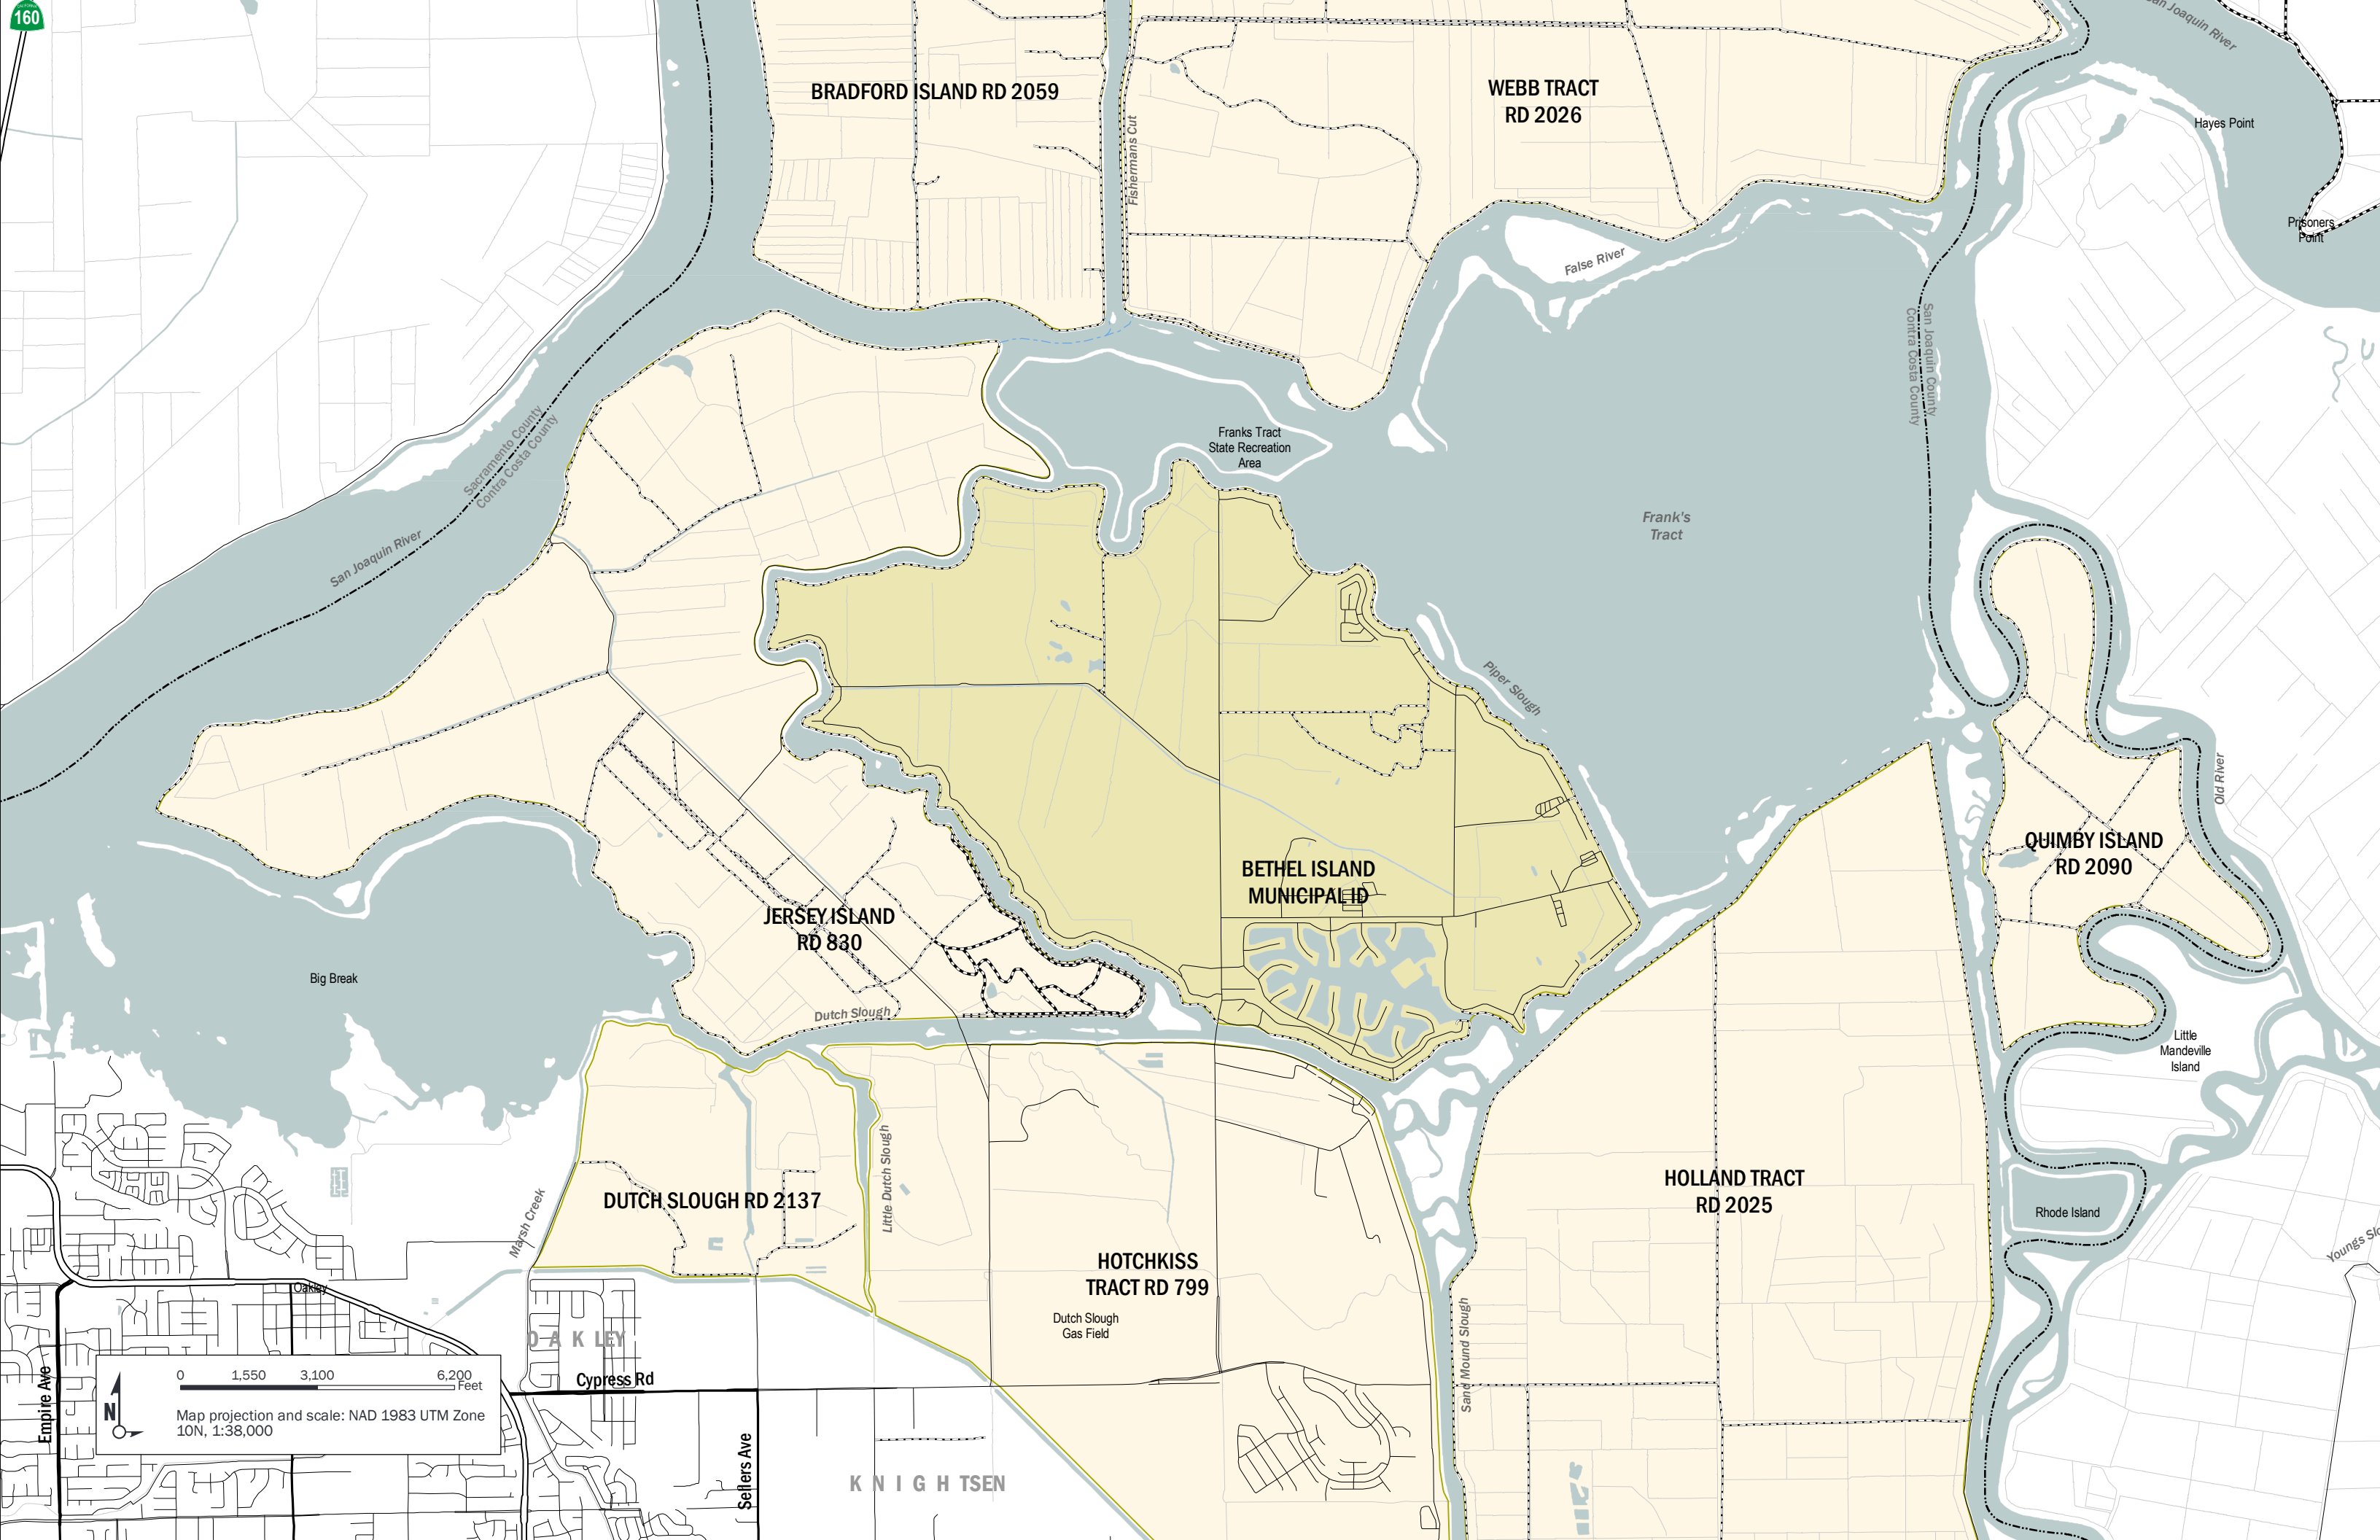 CALIFORNIA
160
San Joaquin River
BRADFORD ISLAND RD 2059
WEBB TRACT
RD 2026
Hayes Point
Fishermans Cut
Prisoners
Point
False River
San Joaquin County
Contra Costa County
Sacramento County
Contra Costa County
Franks Tract
State Recreation
Area
Frank's
Tract
San Joaquin River
Piper Slough
Old River
QUIMBY ISLAND
RD 2090
BETHEL ISLAND
MUNICIPAL ID
JERSEY ISLAND
RD 830
Big Break
Dutch Slough
Little
Mandeville
Island
Little Dutch Slough
Marsh Creek
DUTCH SLOUGH RD 2137
HOLLAND TRACT
RD 2025
Rhode Island
Youngs Slo
HOTCHKISS
TRACT RD 799
Dutch Slough
Gas Field
Oakley
OAKLEY
Sand Mound Slough
Cypress Rd
Empire Ave
Sellers Ave
KNIGHTSEN
0 1,550 3,100 6,200
Feet
N
Map projection and scale: NAD 1983 UTM Zone
10N, 1:38,000